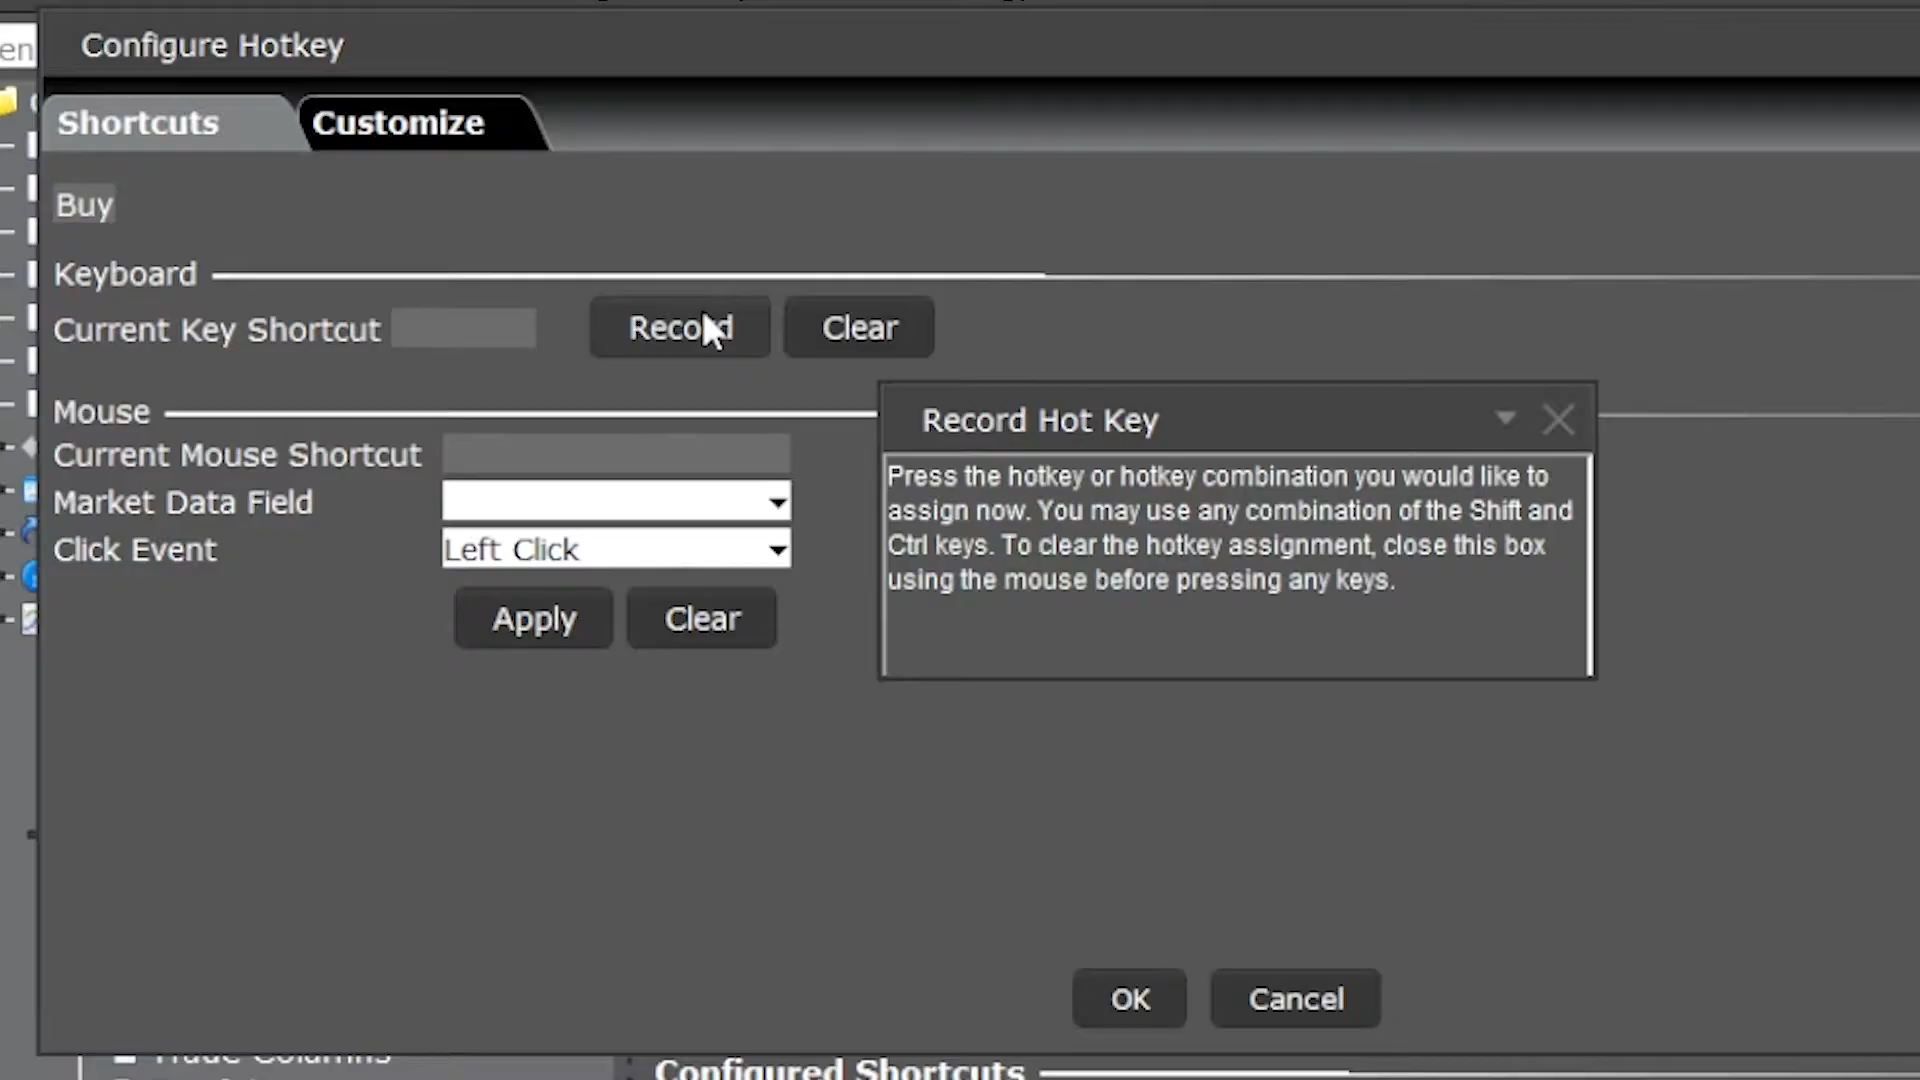 en
Configure Hotkey
Shortcuts
Customize
Buy
Keyboard
Current Key Shortcut
Record
Clear
Mouse
Current Mouse Shortcut
Market Data Field
Click Event
Left Click
Apply
Clear
Record Hot Key
Press the hotkey or hotkey combination you would like to
assign now. You may use any combination of the Shift and
Ctrl keys. To clear the hotkey assignment, close this box
using the mouse before pressing any keys.
OK
Cancel
Trade Columns
Configured Shortcuts